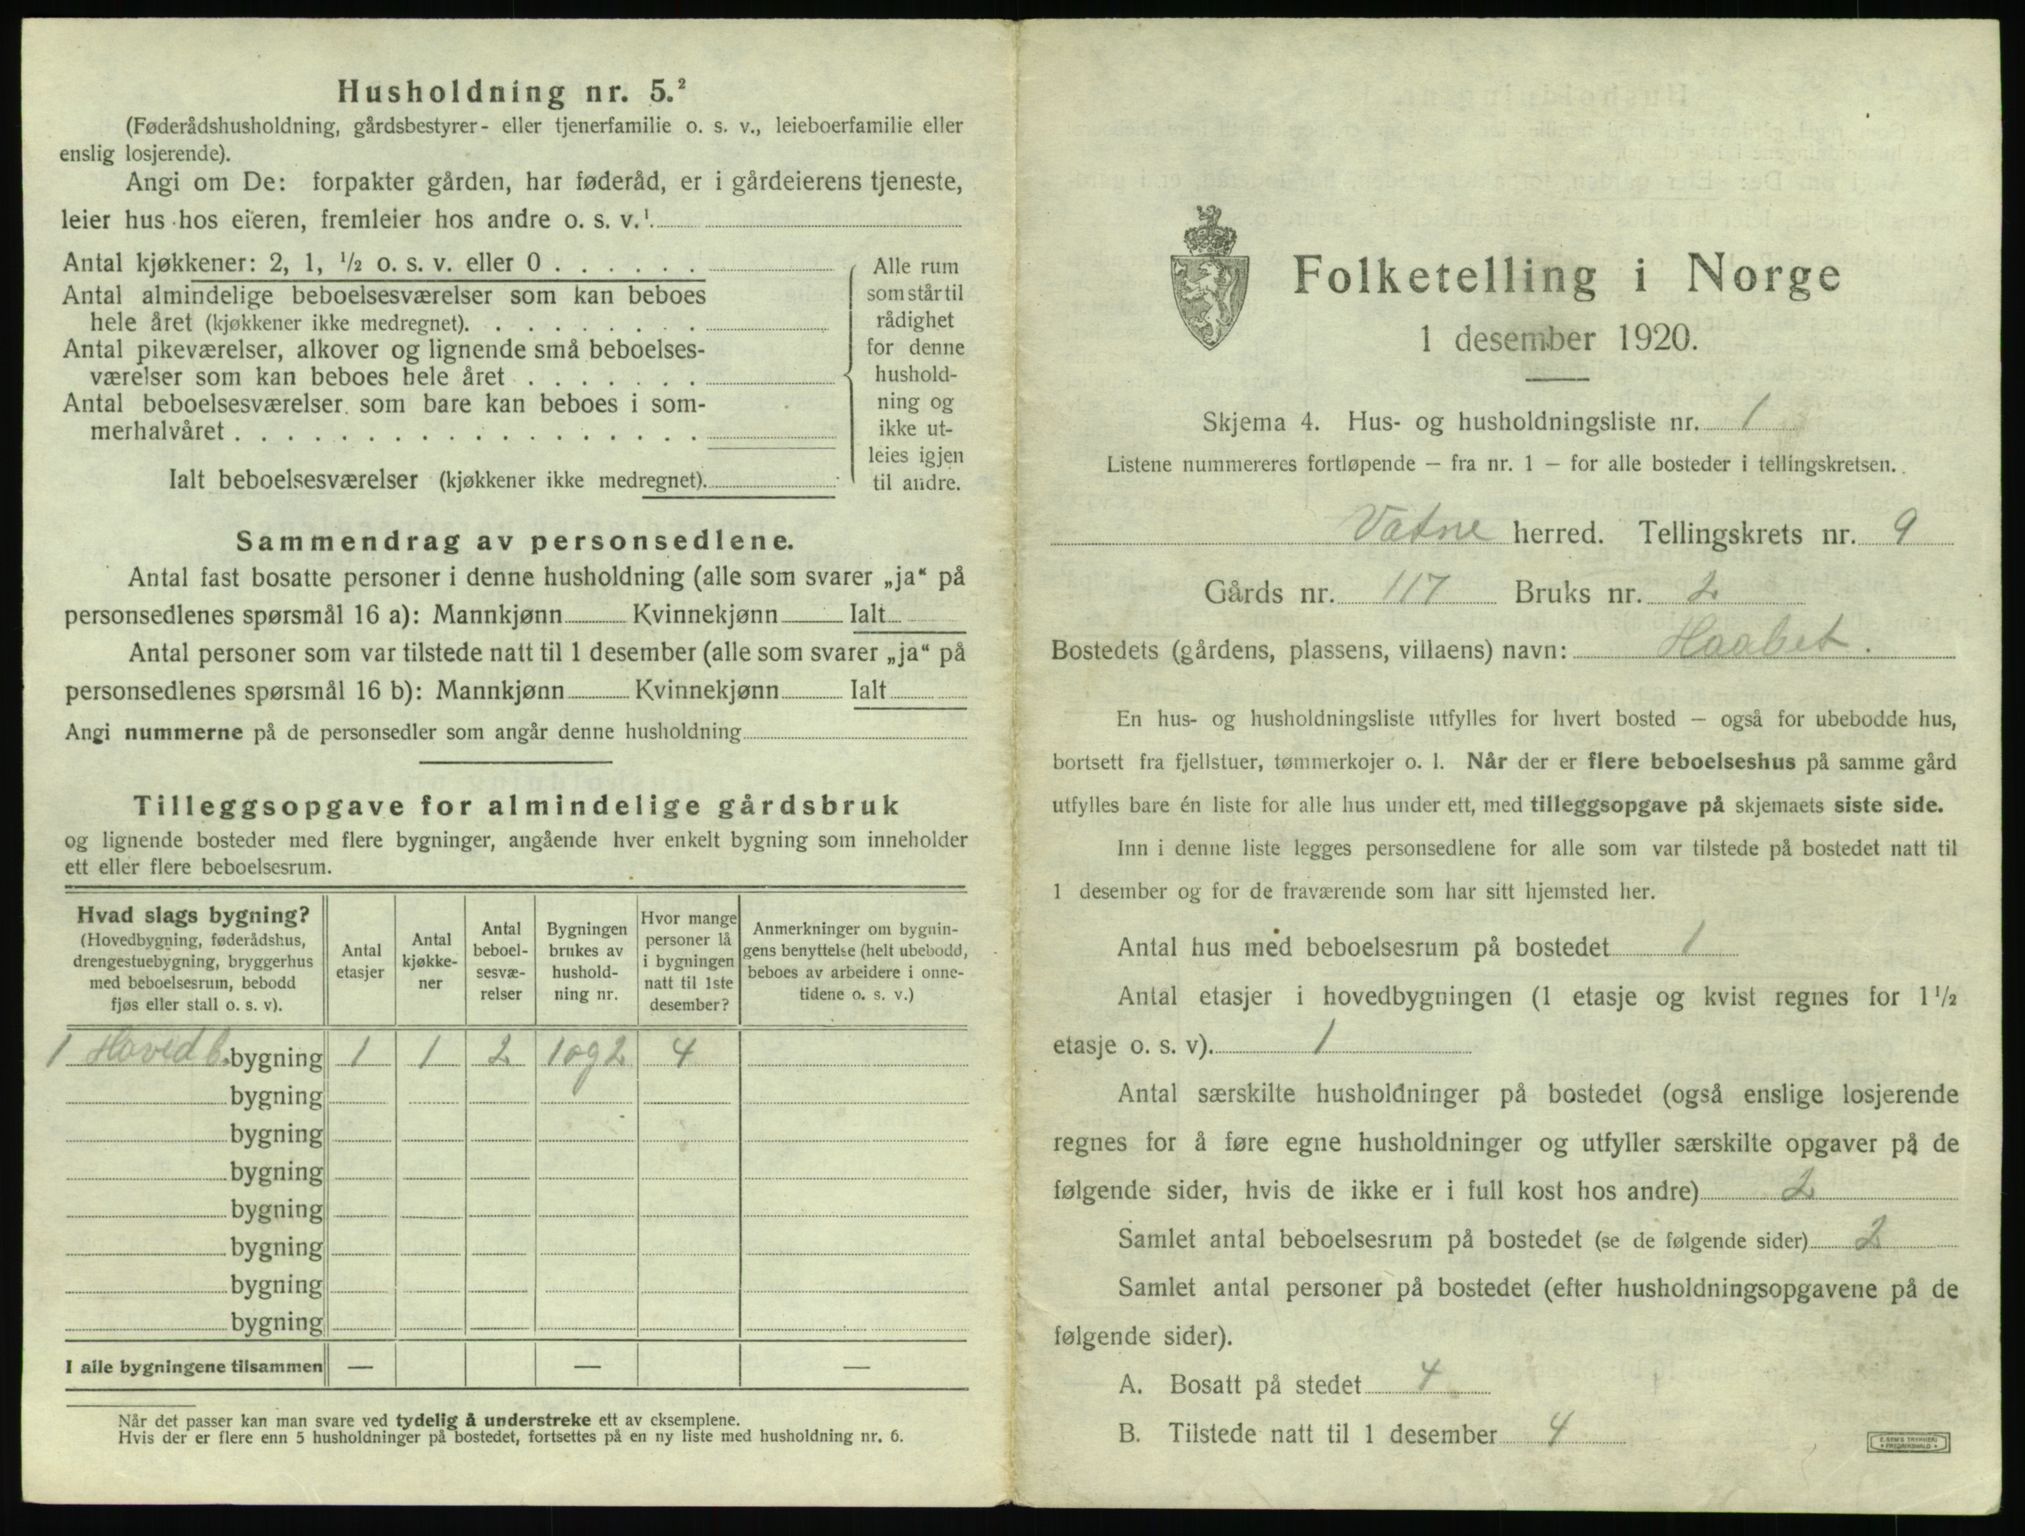 Husholdning nr. 5.²
(Føderådshusholdning, gårdsbestyrer- eller tjenerfamilie o. s. v., leieboerfamilie eller
enslig losjerende).
Angi om De: forpakter gården, har føderåd, er i gårdeierens tjeneste,
leier hus hos eieren, fremleier hos andre o. s. v.¹
Antal kjøkkener: 2, 1, ½ o. s. v. eller 0 . . . . . .
Antal almindelige beboelsesværelser som kan beboes
hele året (kjøkkener ikke medregnet). . . . . . . . .
Antal pikeværelser, alkover og lignende små beboelses-
værelser som kan beboes hele året . . . . . . .
Antal beboelsesværelser som bare kan beboes i som-
merhalvåret . . . . . . . . . . . . . . . . . .
Ialt beboelsesværelser (kjøkkener ikke medregnet).
Alle rum
som står til
rådighet
for denne
hushold-
ning og
ikke ut-
leies igjen
til andre.
Sammendrag av personsedlene.
Antal fast bosatte personer i denne husholdning (alle som svarer „ja“ på
personsedlenes spørsmål 16 a): Mannkjønn Kvinnekjønn Ialt
Antal personer som var tilstede natt til 1 desember (alle som svarer „ja“ på
personsedlenes spørsmål 16 b): Mannkjønn Kvinnekjønn Ialt
Angi nummerne på de personsedler som angår denne husholdning
Tilleggsopgave for almindelige gårdsbruk
og lignende bosteder med flere bygninger, angående hver enkelt bygning som inneholder
ett eller flere beboelsesrum.
Hvad slags bygning?
(Hovedbygning, føderådshus,
drengestuebygning, bryggerhus
med beboelsesrum, bebodd
fjøs eller stall o. s. v).
Antal
etasjer
Antal
kjøkke-
ner
Antal
beboel-
sesvæ-
relser
Bygningen
brukes av
hushold-
ning nr.
Hvor mange
personer lå
i bygningen
natt til 1ste
desember?
Anmerkninger om bygnin-
gens benyttelse (helt ubebodd,
beboes av arbeidere i onne-
tidene o. s. v.)
1 Hovedb. bygning 1 1 2 1 og 2 4
bygning
bygning
bygning
bygning
bygning
bygning
bygning
I alle bygningene tilsammen — — —
Når det passer kan man svare ved tydelig å understreke ett av eksemplene.
Hvis der er flere enn 5 husholdninger på bostedet, fortsettes på en ny liste med husholdning nr. 6.
Folketelling i Norge
1 desember 1920.
Skjema 4. Hus- og husholdningsliste nr. 1
Listene nummereres fortløpende – fra nr. 1 – for alle bosteder i tellingskretsen.
Vatne herred. Tellingskrets nr. 9
Gårds nr. 117 Bruks nr. 2
Bostedets (gårdens, plassens, villaens) navn: Haabet.
En hus- og husholdningsliste utfylles for hvert bosted – også for ubebodde hus,
bortsett fra fjellstuer, tømmerkojer o. l. Når der er flere beboelseshus på samme gård
utfylles bare én liste for alle hus under ett, med tilleggsopgave på skjemaets siste side.
Inn i denne liste legges personsedlene for alle som var tilstede på bostedet natt til
1 desember og for de fraværende som har sitt hjemsted her.
Antal hus med beboelsesrum på bostedet 1
Antal etasjer i hovedbygningen (1 etasje og kvist regnes for 1½
etasje o. s. v). 1
Antal særskilte husholdninger på bostedet (også enslige losjerende
regnes for å føre egne husholdninger og utfyller særskilte opgaver på de
følgende sider, hvis de ikke er i full kost hos andre) 2
Samlet antal beboelsesrum på bostedet (se de følgende sider) 2
Samlet antal personer på bostedet (efter husholdningsopgavene på de
følgende sider).
A. Bosatt på stedet 4
B. Tilstede natt til 1 desember 4
E. SEM'S TRYKKERI
FREDRIKSHALD